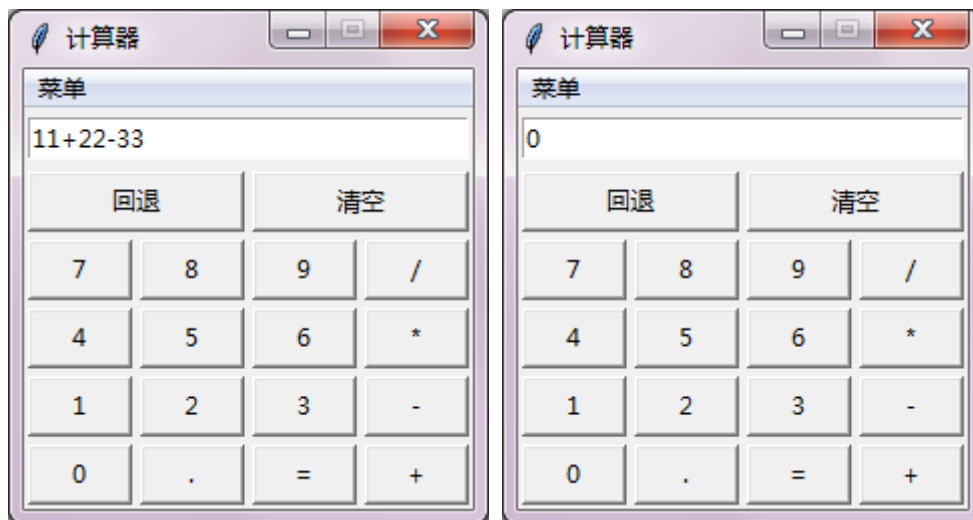 计算器
菜单
11+22-33
回退 清空
7 8 9 /
4 5 6 *
1 2 3 -
0 . = +
计算器
菜单
0
回退 清空
7 8 9 /
4 5 6 *
1 2 3 -
0 . = +